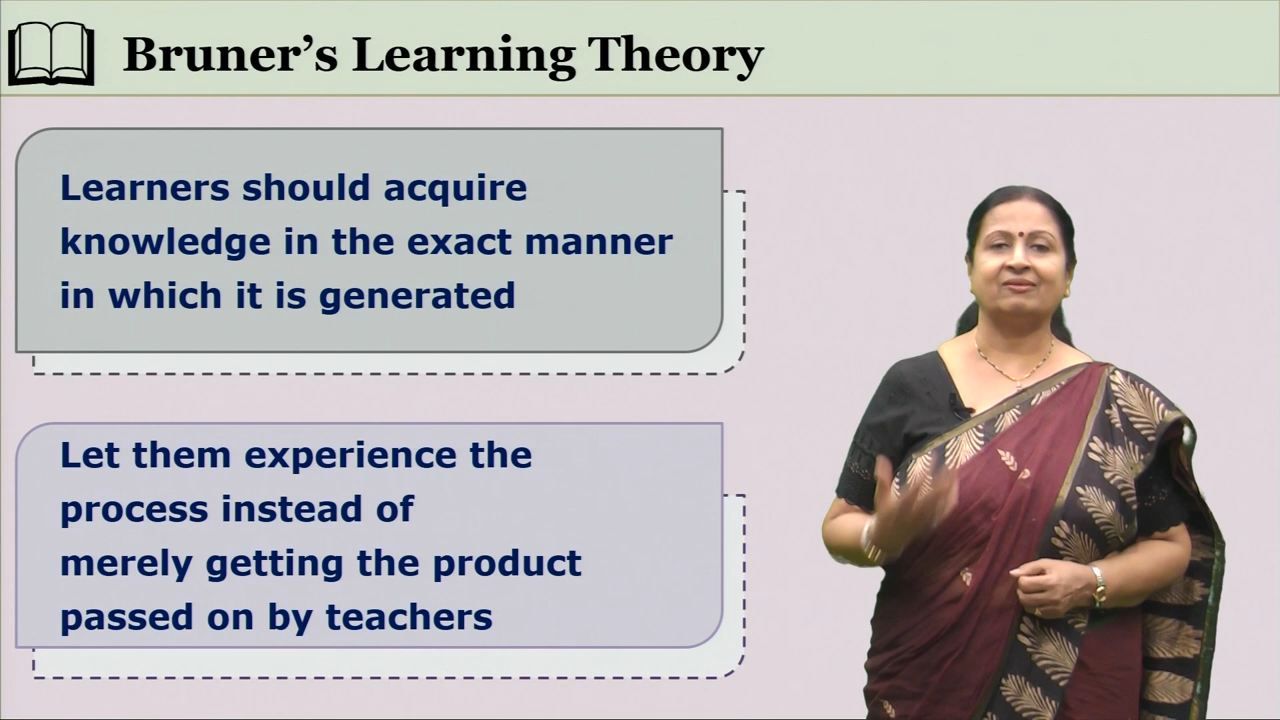 Bruner’s Learning Theory
Learners should acquire
knowledge in the exact manner
in which it is generated
Let them experience the
process instead of
merely getting the product
passed on by teachers